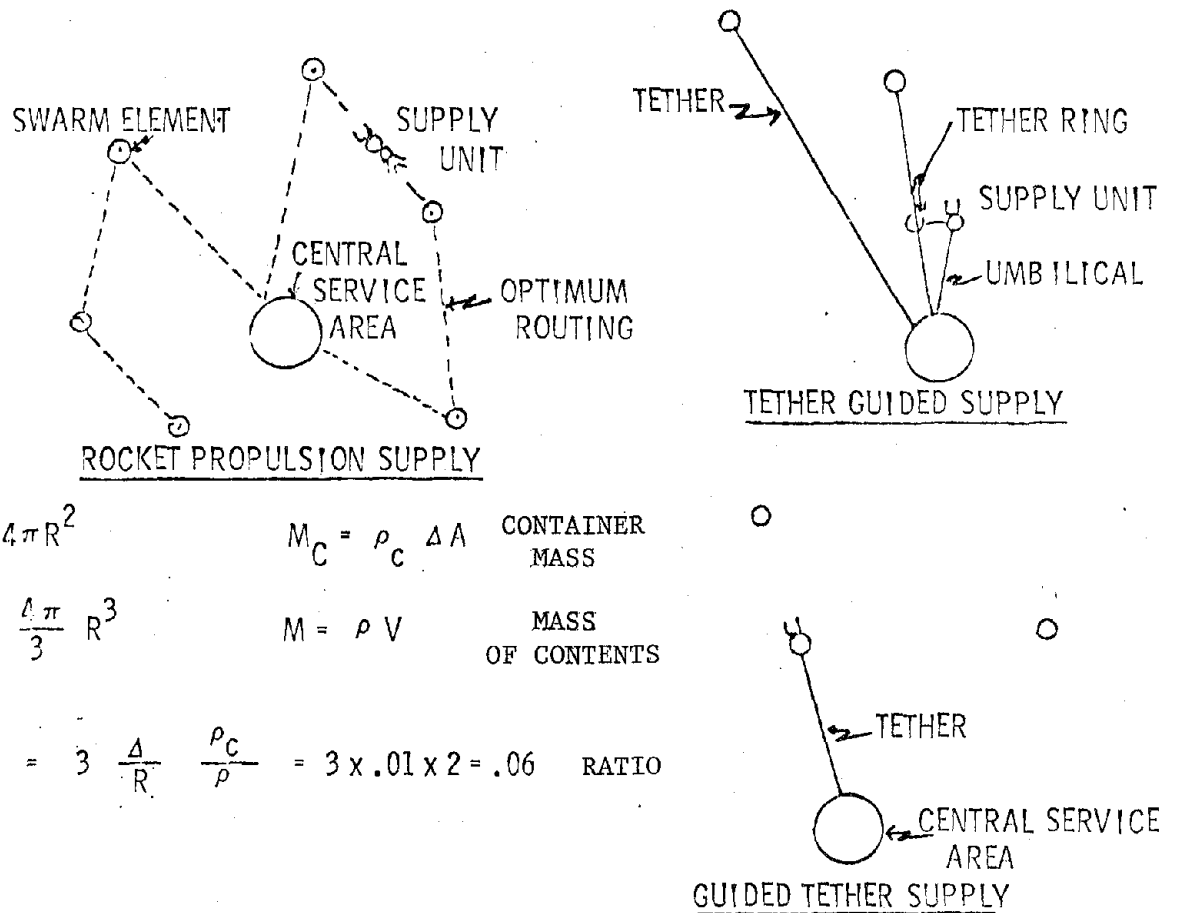 SWARM ELEMENT
SUPPLY
UNIT
CENTRAL
SERVICE
AREA
OPTIMUM
ROUTING
ROCKET PROPULSION SUPPLY
TETHER
TETHER RING
SUPPLY UNIT
UMBILICAL
TETHER GUIDED SUPPLY
4πR² M_C = ρ_C Δ A CONTAINER
MASS
4π/3 R³ M = ρ V MASS
OF CONTENTS
= 3 Δ/R ρ_C/ρ = 3 x .01 x 2 = .06 RATIO
TETHER
CENTRAL SERVICE
AREA
GUIDED TETHER SUPPLY